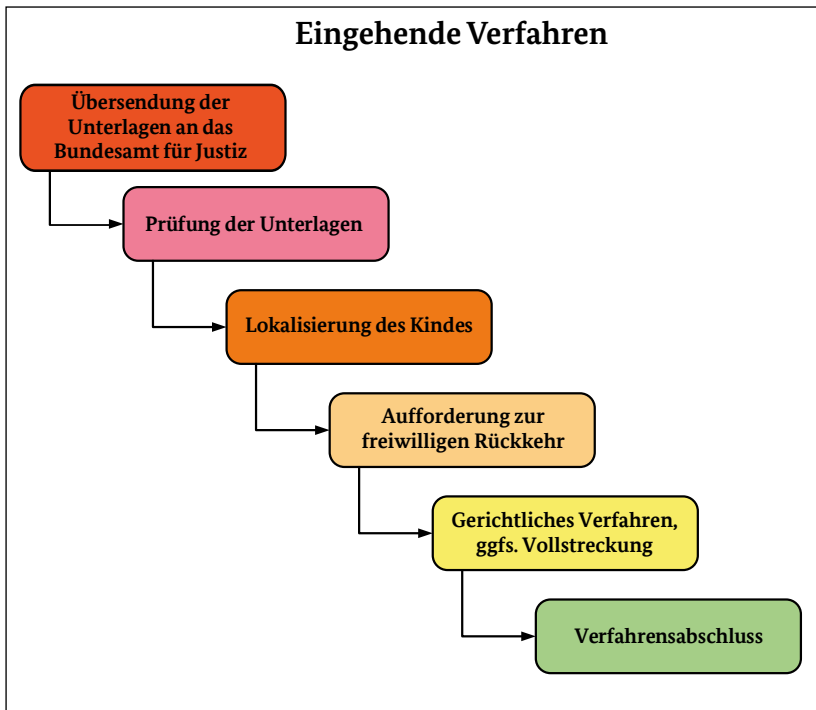 Eingehende Verfahren
Übersendung der
Unterlagen an das
Bundesamt für Justiz
Prüfung der Unterlagen
Lokalisierung des Kindes
Aufforderung zur
freiwilligen Rückkehr
Gerichtliches Verfahren,
ggfs. Vollstreckung
Verfahrensabschluss